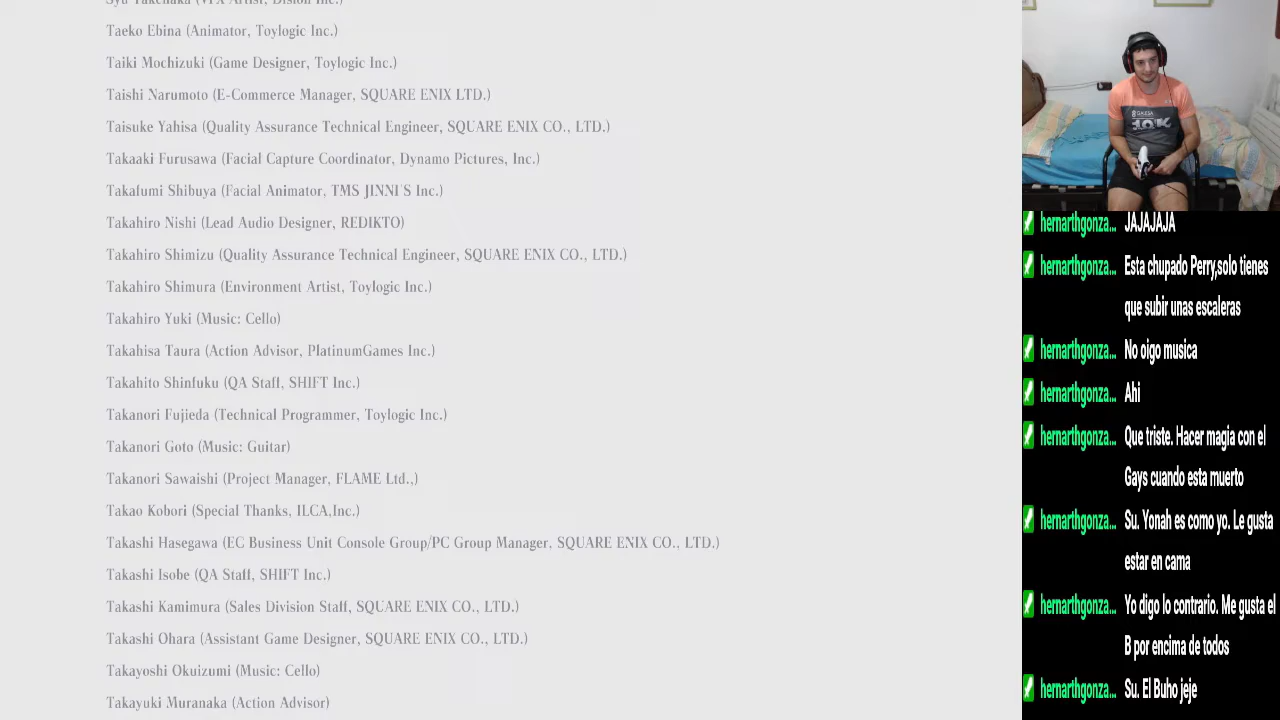 Taeko Ebina (Animator, Toylogic Inc.)
Taiki Mochizuki (Game Designer, Toylogic Inc.)
Taishi Narumoto (E-Commerce Manager, SQUARE ENIX LTD.)
Taisuke Yahisa (Quality Assurance Technical Engineer, SQUARE ENIX CO., LTD.)
Takaaki Furusawa (Facial Capture Coordinator, Dynamo Pictures, Inc.)
Takafumi Shibuya (Facial Animator, TMS JINNI'S Inc.)
Takahiro Nishi (Lead Audio Designer, REDIKTO)
Takahiro Shimizu (Quality Assurance Technical Engineer, SQUARE ENIX CO., LTD.)
Takahiro Shimura (Environment Artist, Toylogic Inc.)
Takahiro Yuki (Music: Cello)
Takahisa Taura (Action Advisor, PlatinumGames Inc.)
Takahito Shinfuku (QA Staff, SHIFT Inc.)
Takanori Fujieda (Technical Programmer, Toylogic Inc.)
Takanori Goto (Music: Guitar)
Takanori Sawaishi (Project Manager, FLAME Ltd.,)
Takao Kobori (Special Thanks, ILCA,Inc.)
Takashi Hasegawa (EC Business Unit Console Group/PC Group Manager, SQUARE ENIX CO., LTD.)
Takashi Isobe (QA Staff, SHIFT Inc.)
Takashi Kamimura (Sales Division Staff, SQUARE ENIX CO., LTD.)
Takashi Ohara (Assistant Game Designer, SQUARE ENIX CO., LTD.)
Takayoshi Okuizumi (Music: Cello)
Takayuki Muranaka (Action Advisor)
10K
hernarthgonza... JAJAJAJA
hernarthgonza... Esta chupado Perry,solo tienes
que subir unas escaleras
hernarthgonza... No oigo musica
hernarthgonza... Ahi
hernarthgonza... Que triste. Hacer magia con el
Gays cuando esta muerto
hernarthgonza... Su. Yonah es como yo. Le gusta
estar en cama
hernarthgonza... Yo digo lo contrario. Me gusta el
B por encima de todos
hernarthgonza... Su. El Buho jeje